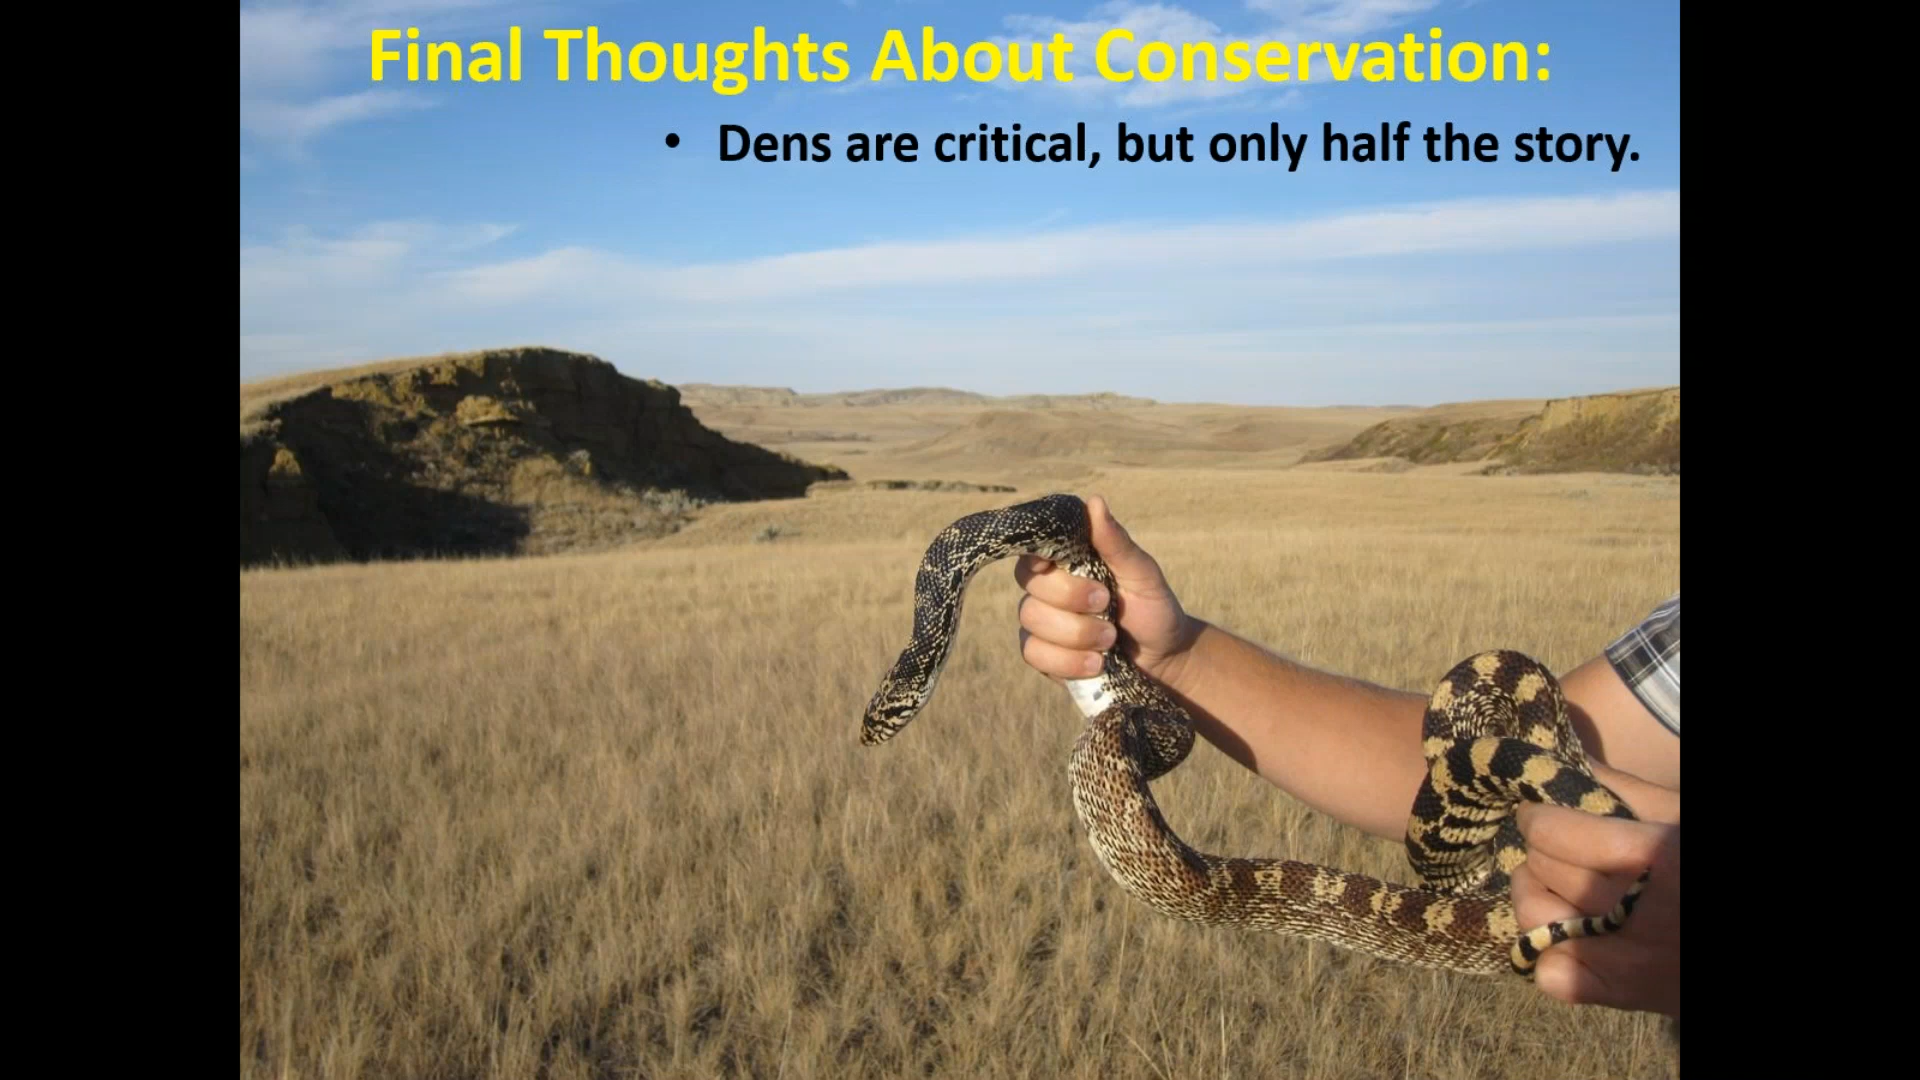 Final Thoughts About Conservation:
• Dens are critical, but only half the story.